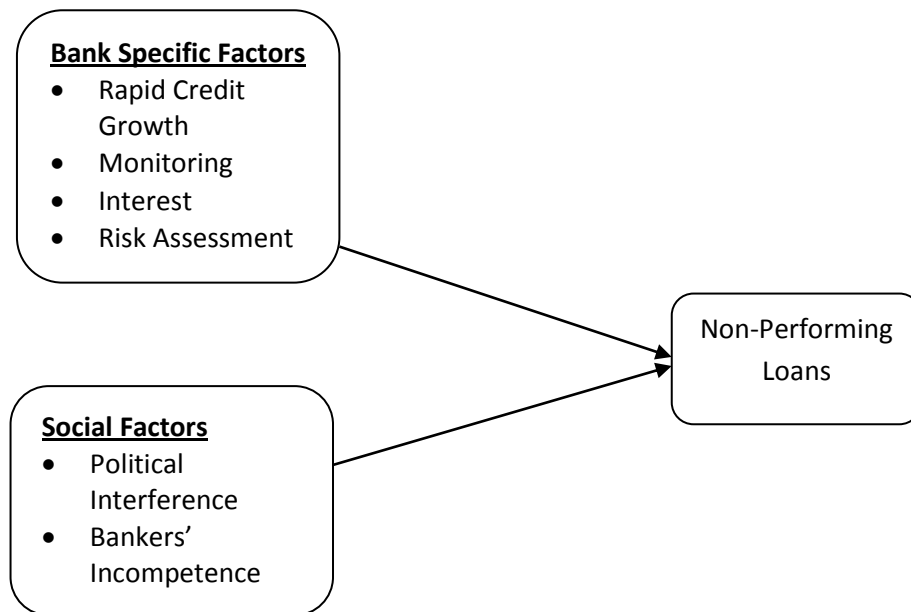 Bank Specific Factors
• Rapid Credit
Growth
• Monitoring
• Interest
• Risk Assessment
Non-Performing
Loans
Social Factors
• Political
Interference
• Bankers’
Incompetence